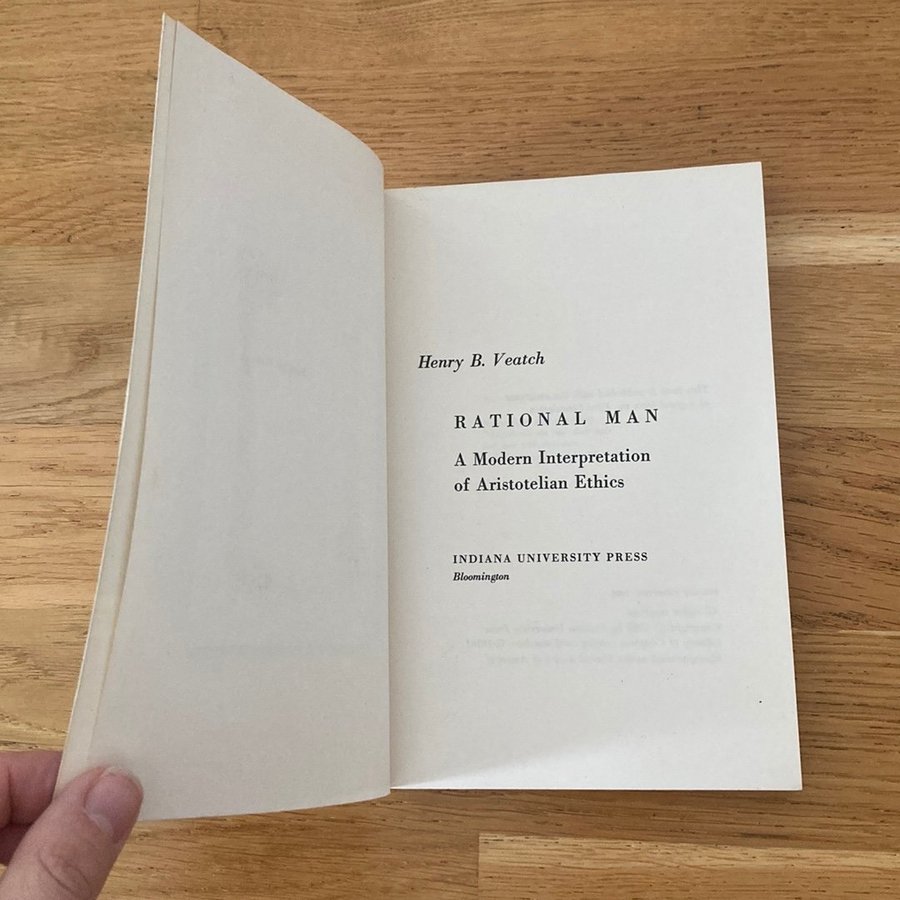 Henry B. Veatch
RATIONAL MAN
A Modern Interpretation
of Aristotelian Ethics
INDIANA UNIVERSITY PRESS
Bloomington